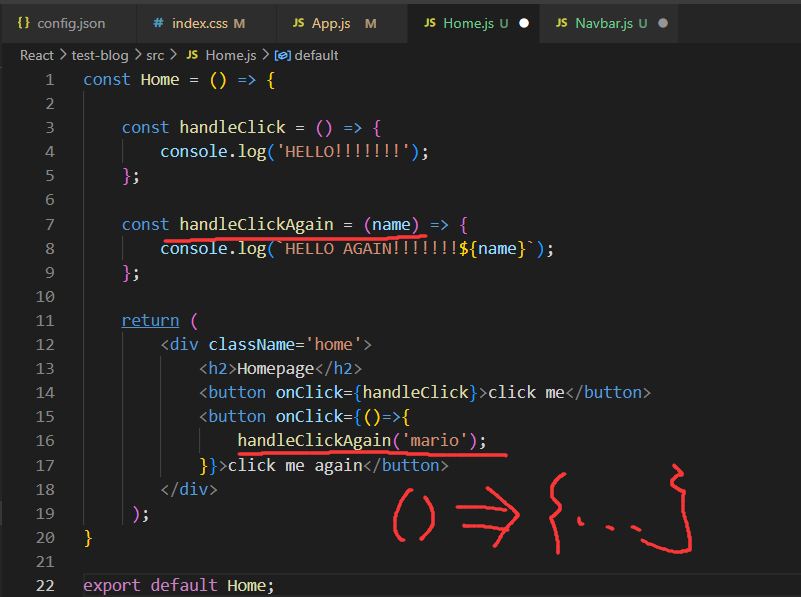 {} config.json # index.css M JS App.js M JS Home.js U ● JS Navbar.js U ●
React > test-blog > src > JS Home.js > default
1 const Home = () => {
2
3 const handleClick = () => {
4 console.log('HELLO!!!!!!!');
5 };
6
7 const handleClickAgain = (name) => {
8 console.log(`HELLO AGAIN!!!!!!!${name}`);
9 };
10
11 return (
12 <div className='home'>
13 <h2>Homepage</h2>
14 <button onClick={handleClick}>click me</button>
15 <button onClick={()=>{
16 handleClickAgain('mario');
17 }}>click me again</button>
18 </div>
19 );
20 }
21
22 export default Home;
() => {...}